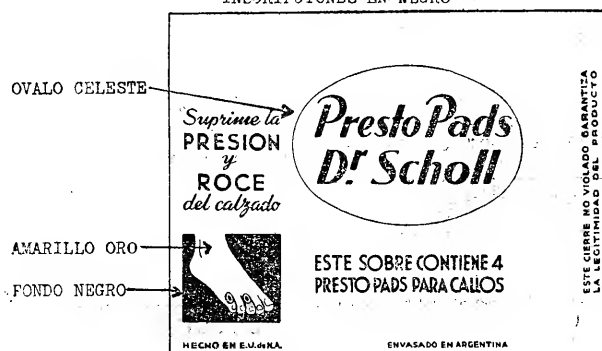 INSCRIPCIONES EN NEGRO
OVALO CELESTE
Suprime la
PRESION
y
ROCE
del calzado
Presto Pads
Dr. Scholl
AMARILLO ORO
FONDO NEGRO
ESTE SOBRE CONTIENE 4
PRESTO PADS PARA CALLOS
HECHO EN E.U. de N.A.
ENVASADO EN ARGENTINA
ESTE CIERRE NO VIOLADO GARANTIZA
LA LEGITIMIDAD DEL PRODUCTO